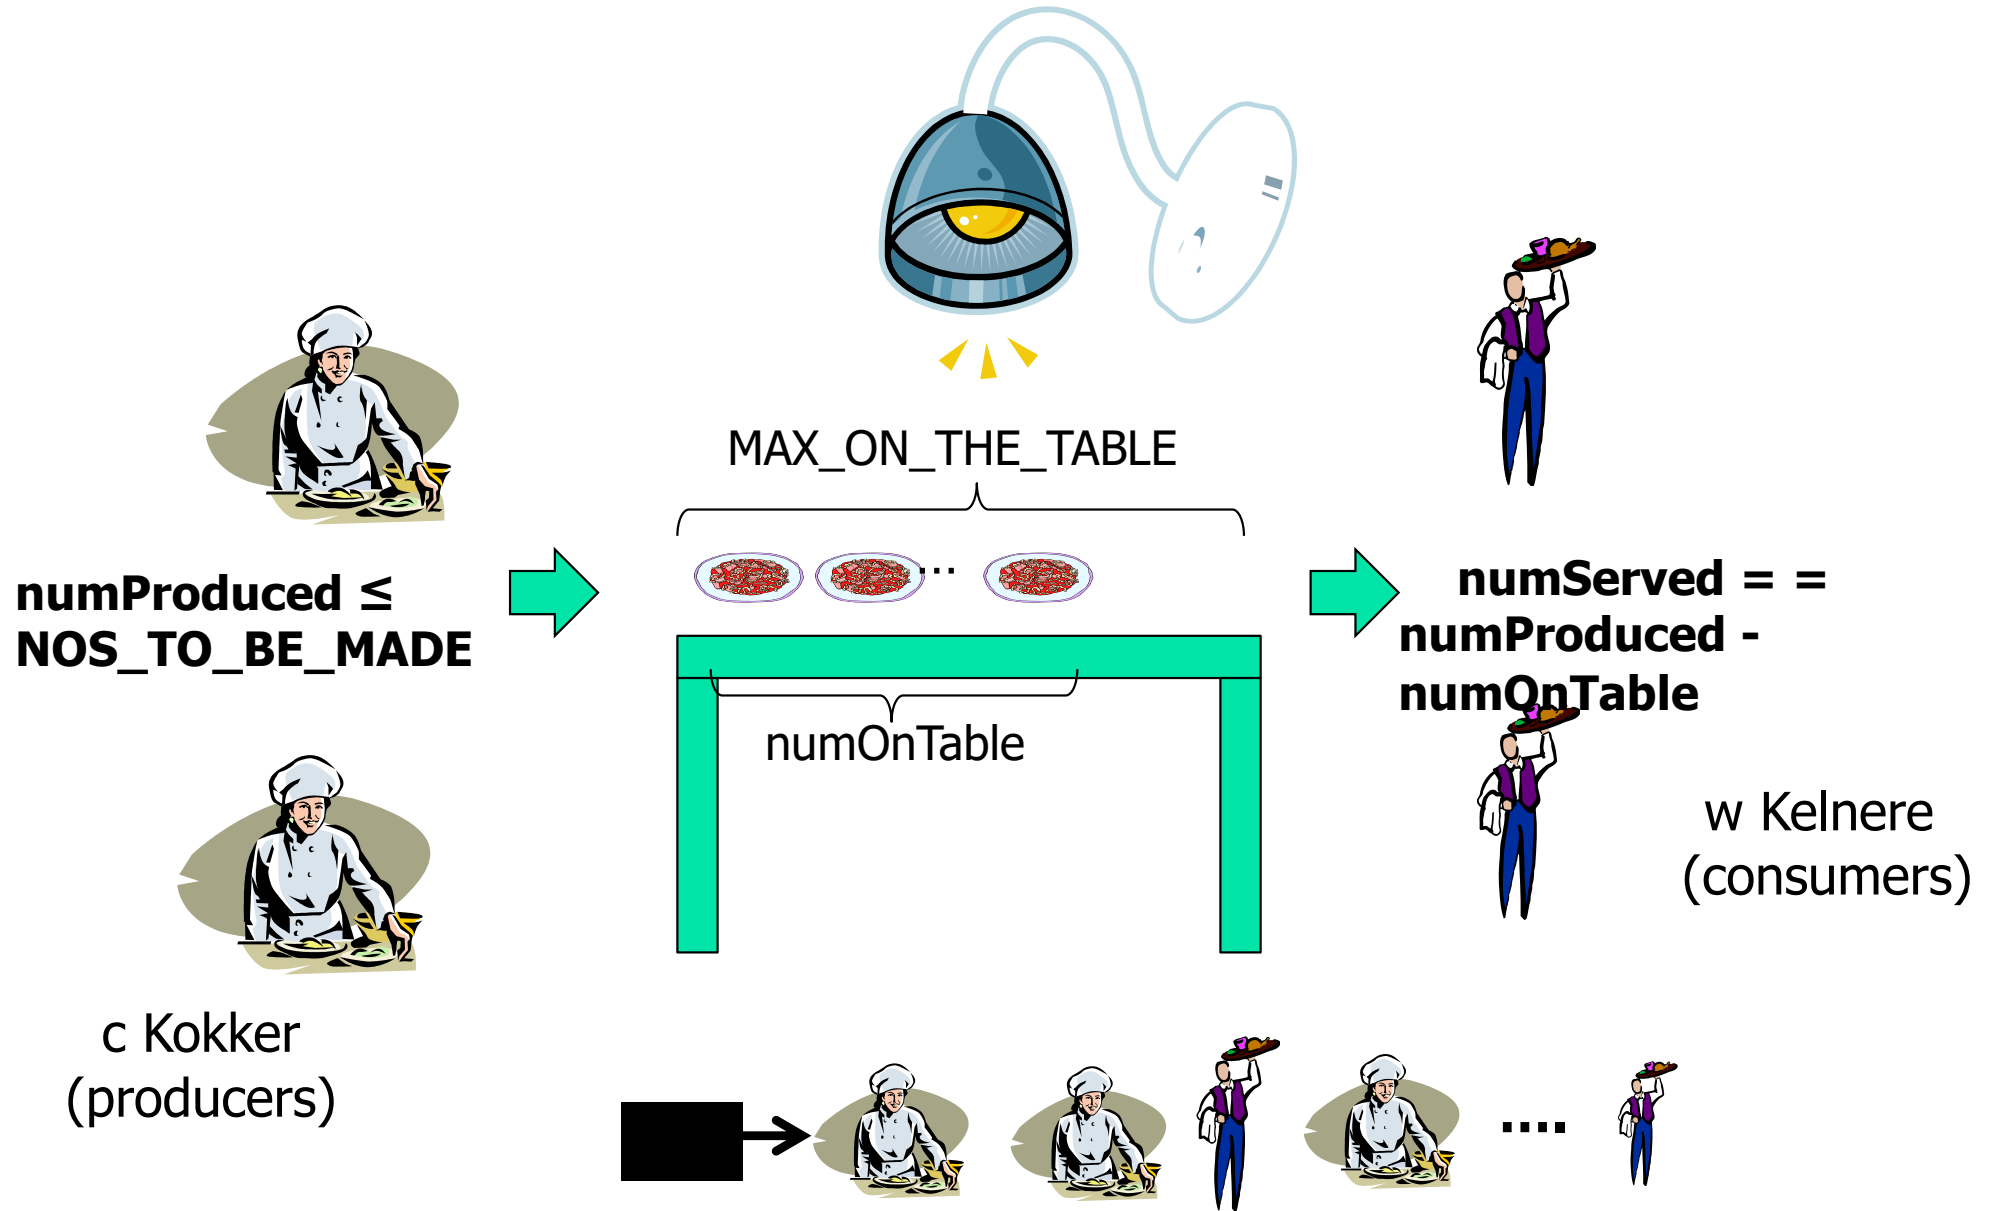 MAX_ON_THE_TABLE
numProduced ≤
NOS_TO_BE_MADE
...
numServed = =
numProduced -
numOnTable
numOnTable
w Kelnere
(consumers)
c Kokker
(producers)
....